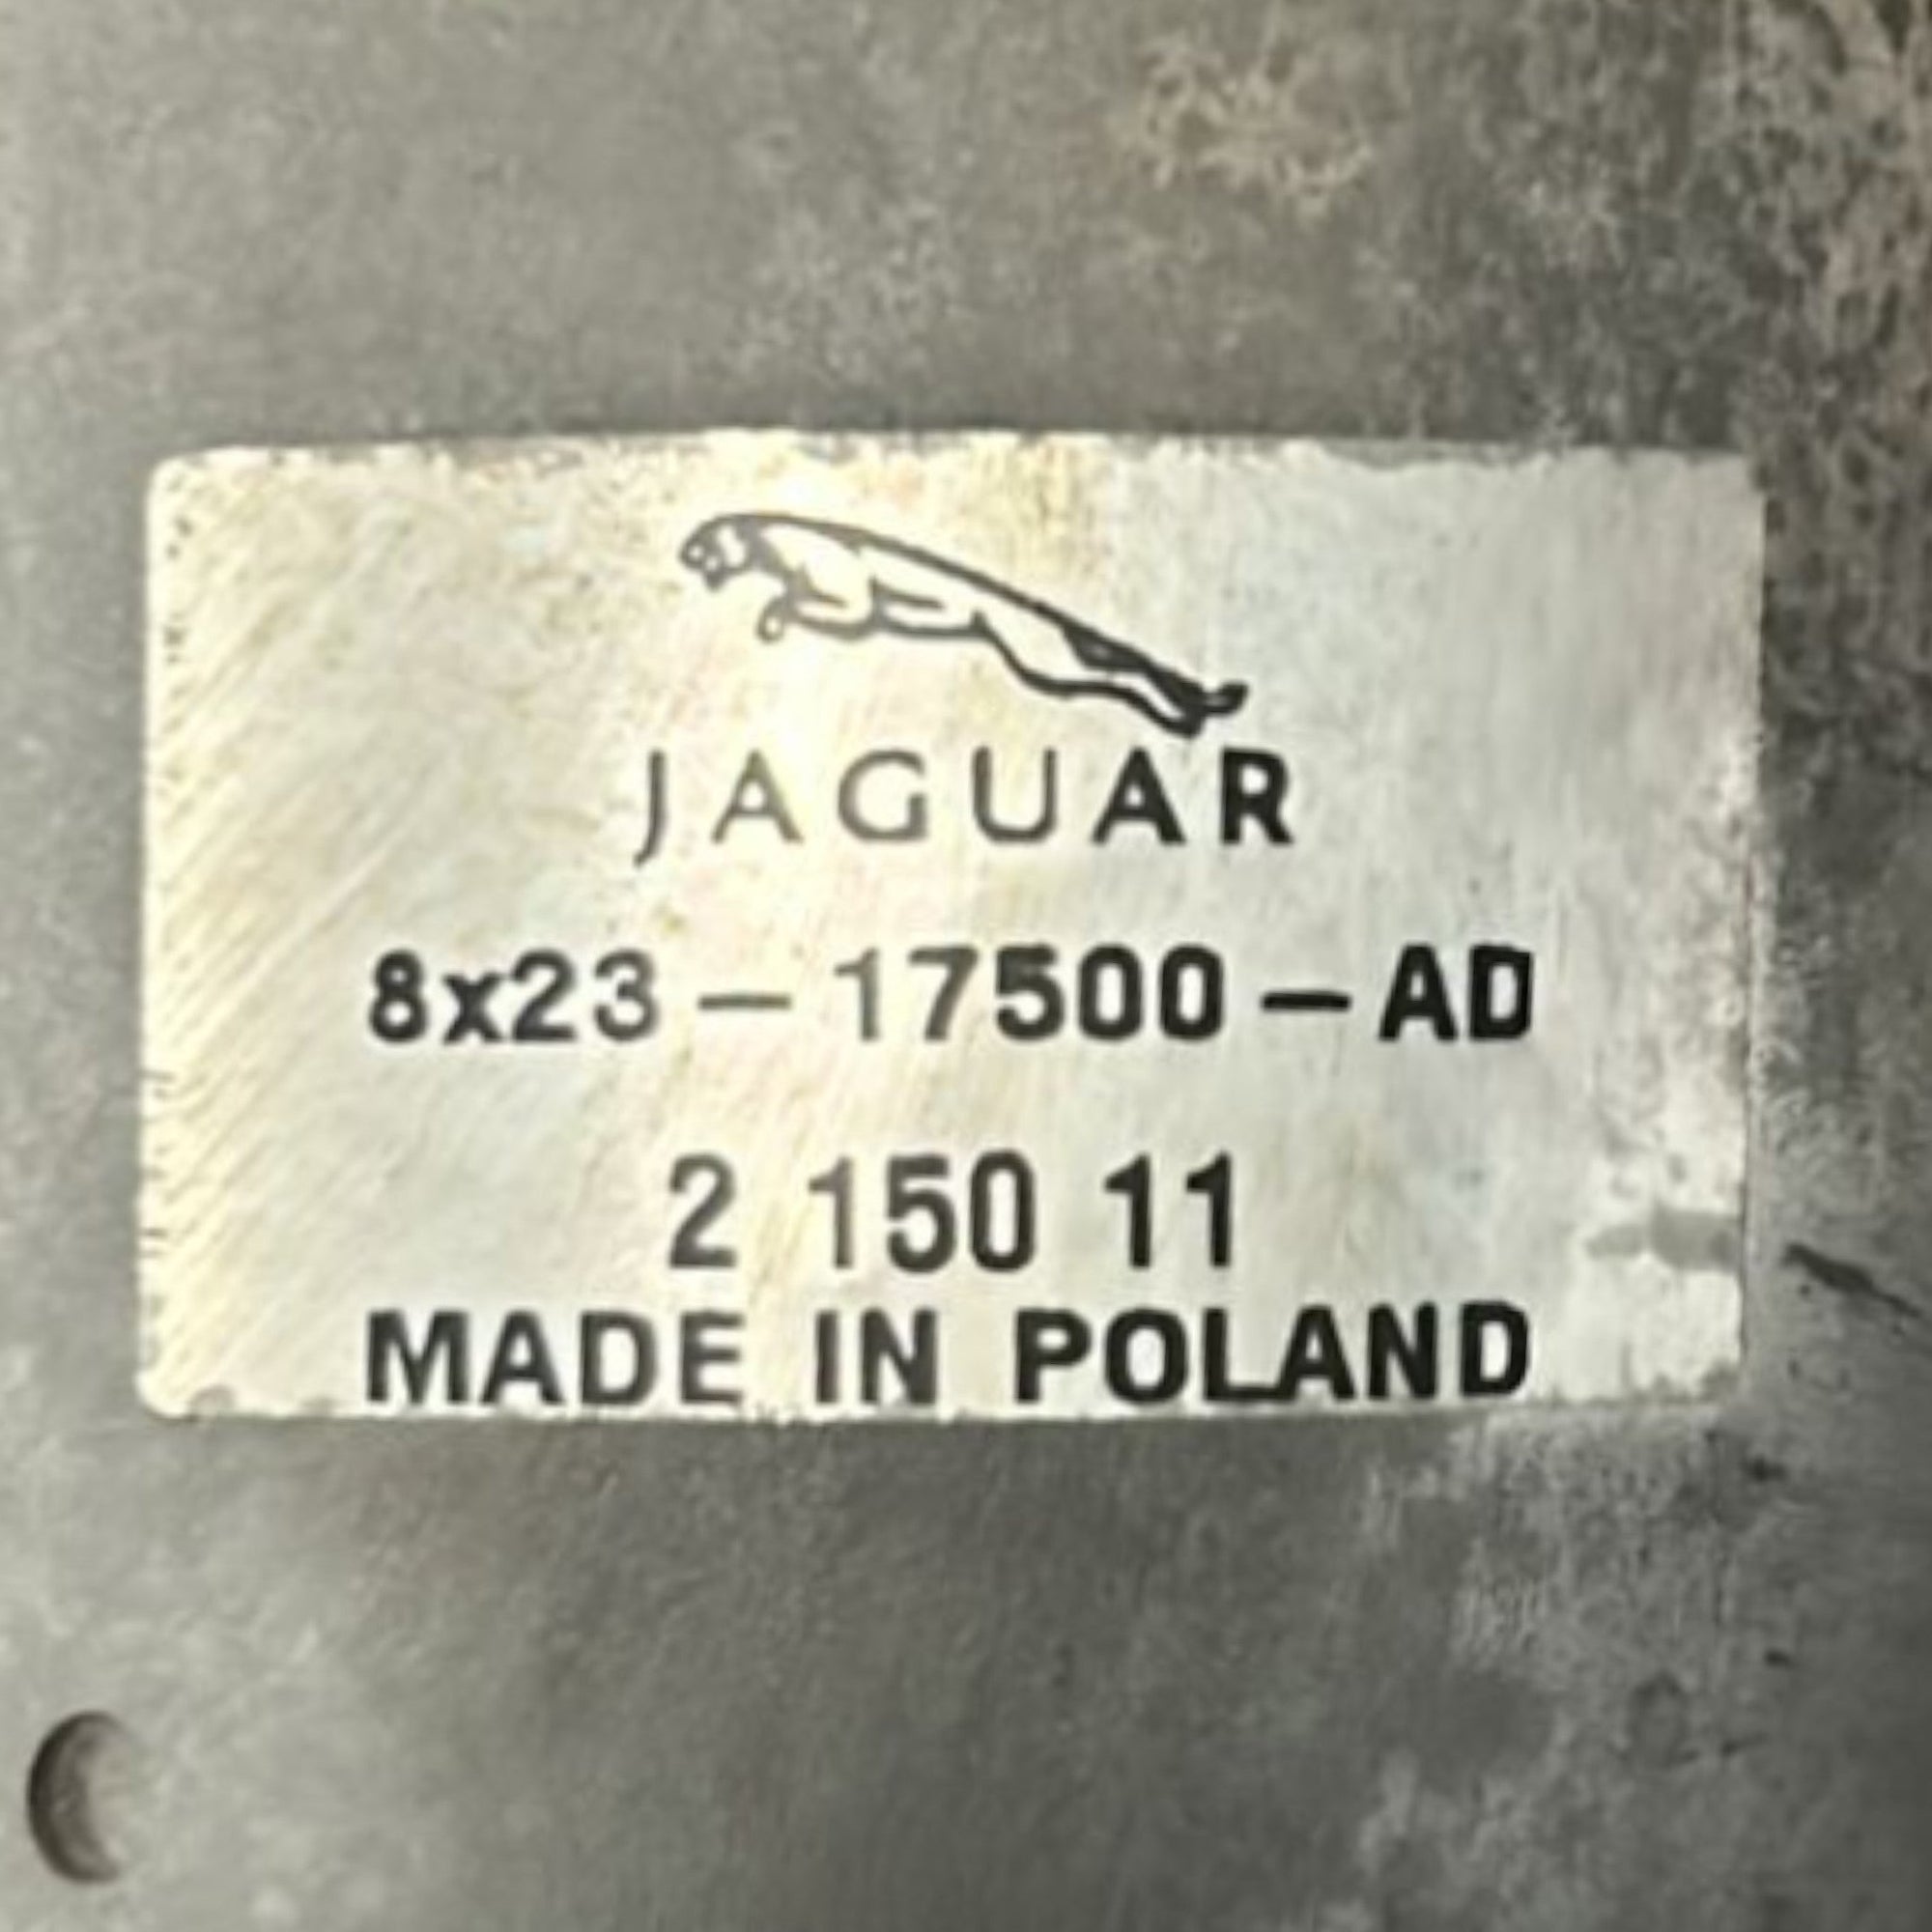 JAGUAR
8x23-17500-AD
2 150 11
MADE IN POLAND